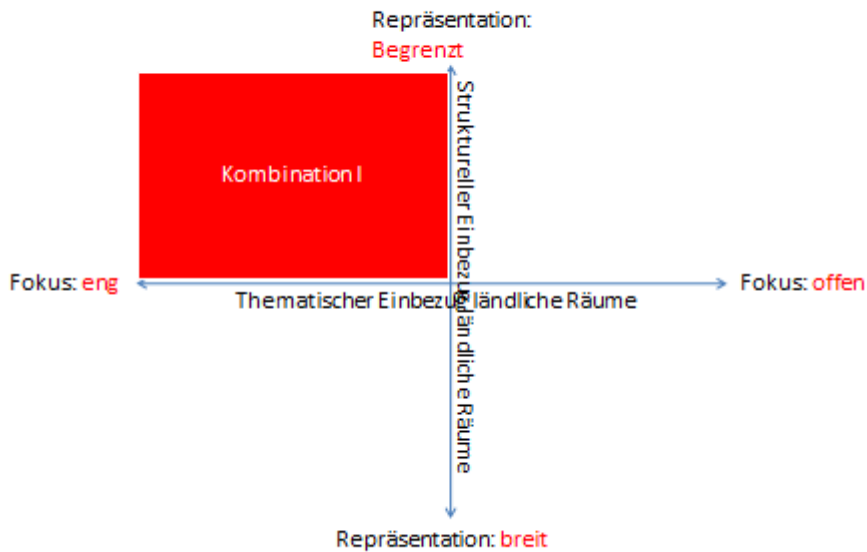 Repräsentation:
Begrenzt
Struktureller Einbezug ländliche Räume
Kombination I
Fokus: eng
Fokus: offen
Thematischer Einbezug ländliche Räume
Repräsentation: breit